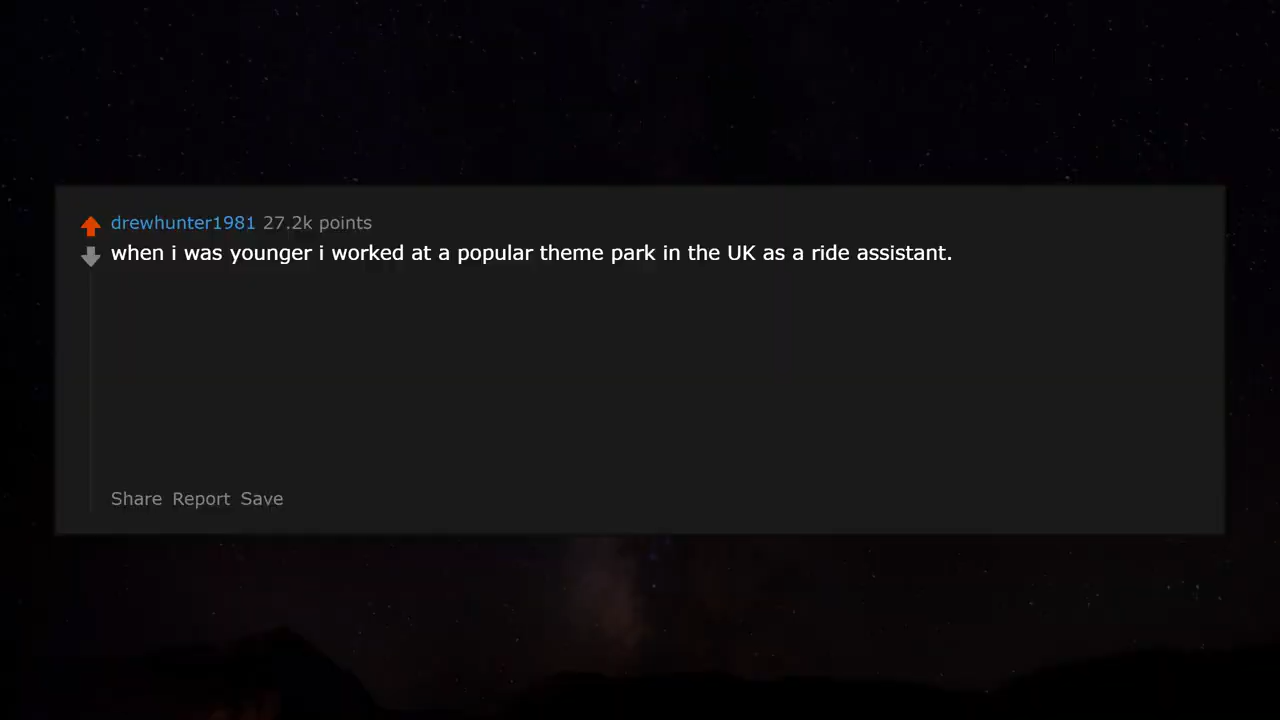 drewhunter1981 27.2k points
when i was younger i worked at a popular theme park in the UK as a ride assistant.
Share Report Save